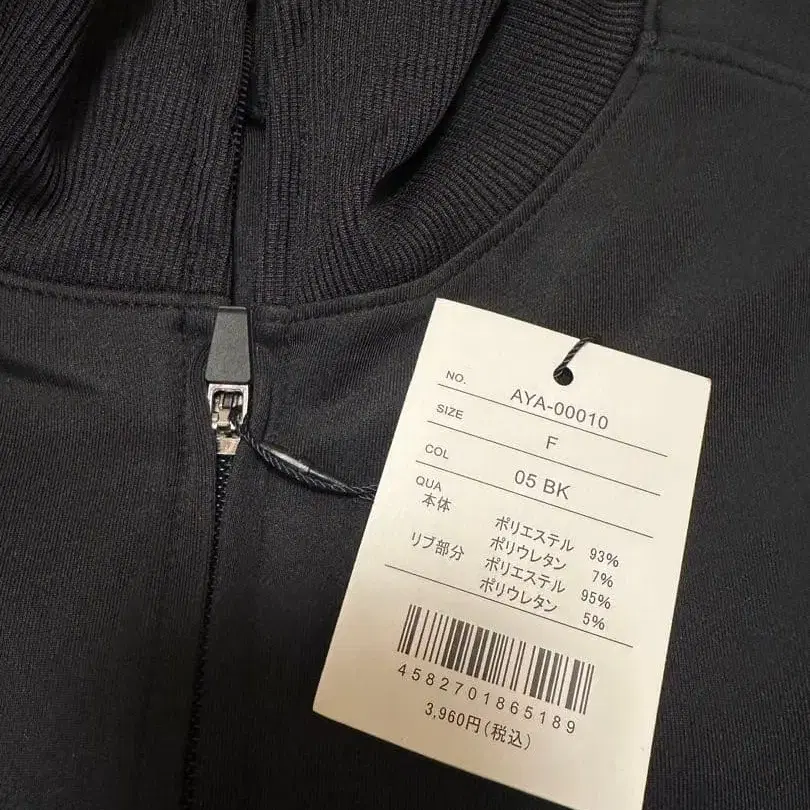 NO. AYA-00010
SIZE F
COL 05 BK
QUA
本体 ポリエステル 93%
ポリウレタン 7%
リブ部分 ポリエステル 95%
ポリウレタン 5%
4582701865189
3,960円(税込)